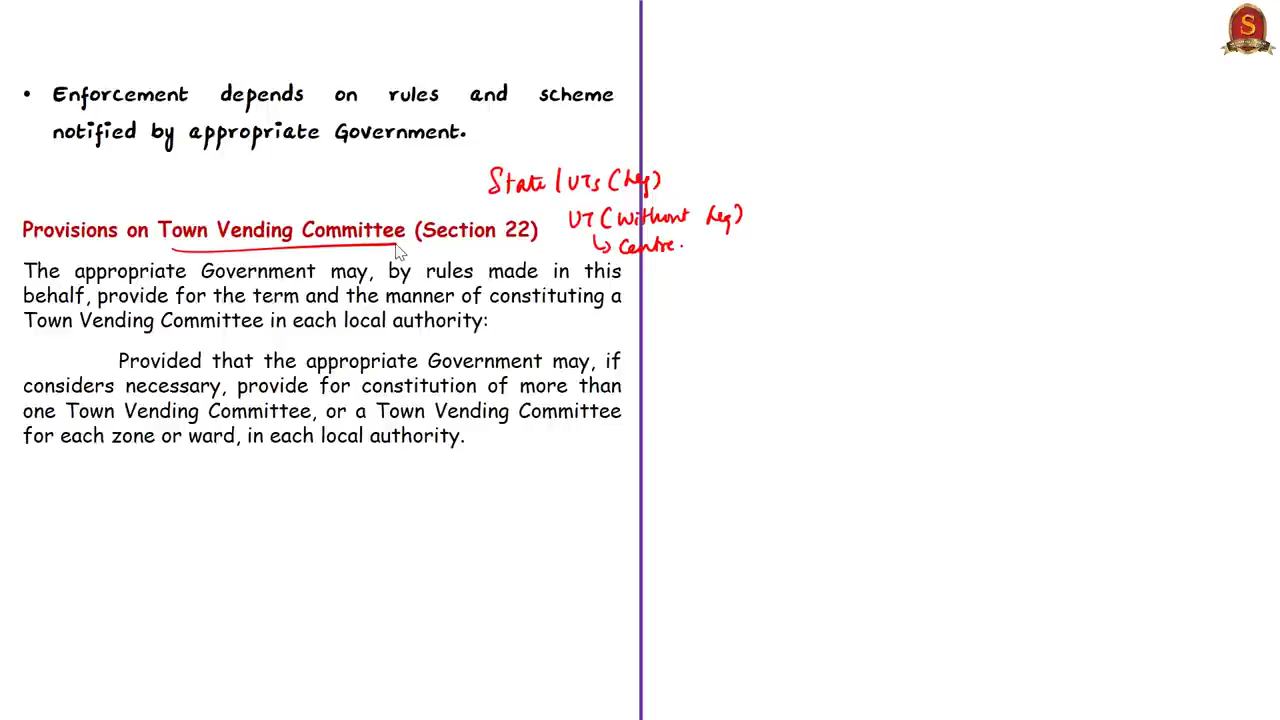 • Enforcement depends on rules and scheme
notified by appropriate Government.
State / UTs (Leg)
UT (Without Leg)
↳ Centre.
Provisions on Town Vending Committee (Section 22)
The appropriate Government may, by rules made in this
behalf, provide for the term and the manner of constituting a
Town Vending Committee in each local authority:
Provided that the appropriate Government may, if
considers necessary, provide for constitution of more than
one Town Vending Committee, or a Town Vending Committee
for each zone or ward, in each local authority.
S